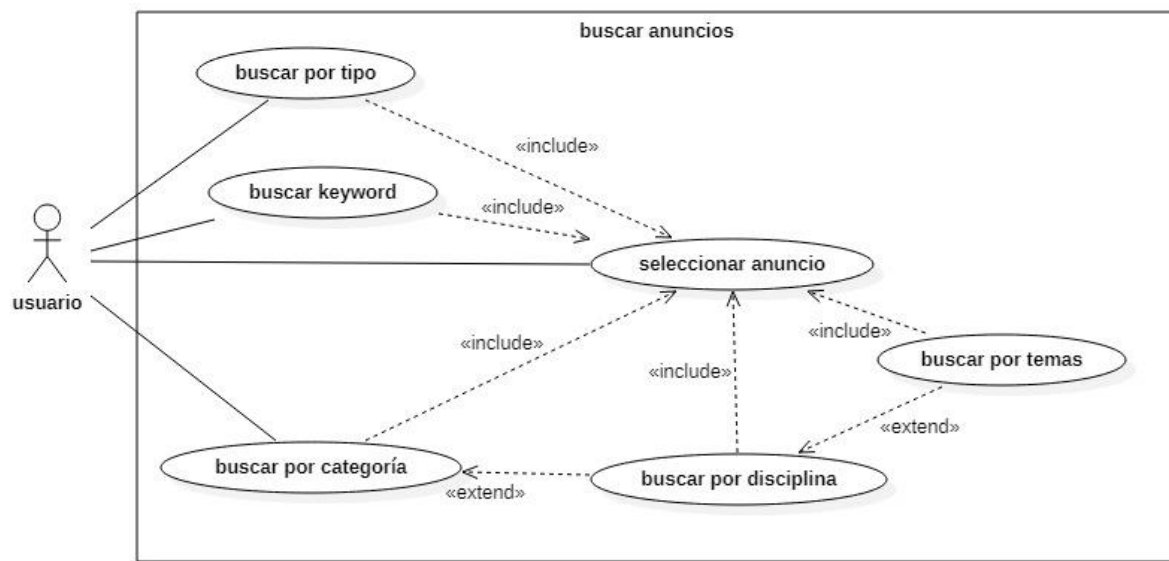 buscar anuncios
buscar por tipo
«include»
buscar keyword
«include»
seleccionar anuncio
usuario
«include»
«include»
buscar por temas
«include»
«extend»
buscar por categoría
buscar por disciplina
«extend»